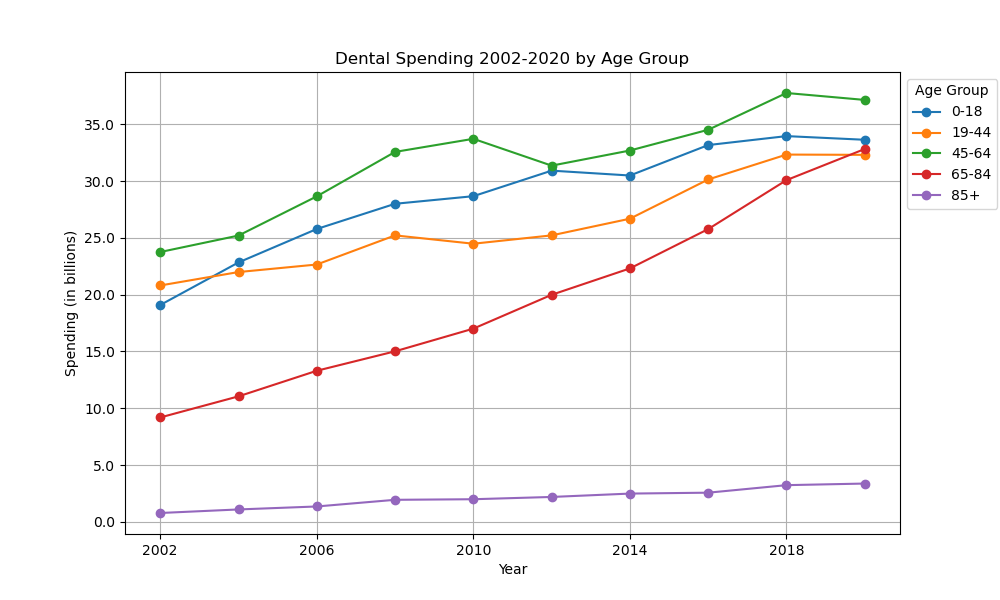 Dental Spending 2002-2020 by Age Group
Age Group
0-18
19-44
45-64
65-84
85+
Spending (in billions)
35.0
30.0
25.0
20.0
15.0
10.0
5.0
0.0
2002 2006 2010 2014 2018
Year